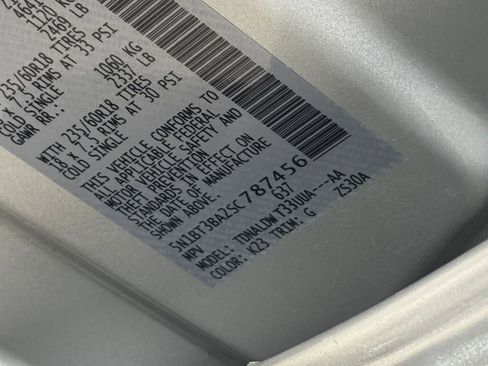 4641
1120 KG
2469 LB
235/60R18 TIRES
X 7.5 RIMS AT 33 PSI
COLD SINGLE
GAWR RR:
1060 KG
2337 LB
WITH 235/60R18 TIRES
18 X 7.5 RIMS AT 30 PSI
COLD SINGLE
THIS VEHICLE CONFORMS TO
ALL APPLICABLE FEDERAL
MOTOR VEHICLE SAFETY AND
THEFT PREVENTION
STANDARDS IN EFFECT ON
THE DATE OF MANUFACTURE
SHOWN ABOVE
5N1BT3BA2SC787456
MPV 637
MODEL: TDNALDW T33UUA---AA
COLOR: K23 TRIM: G ZS30A